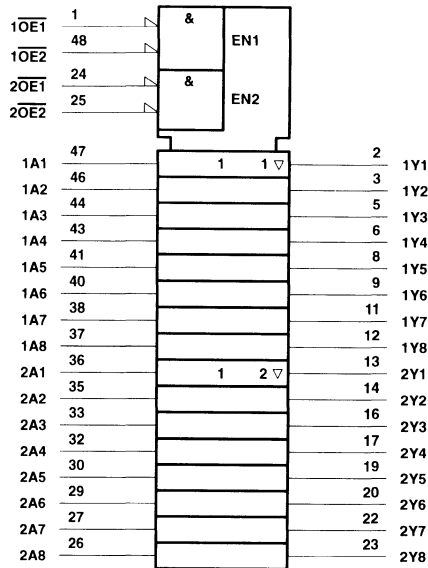 1OE1 1 &
1OE2 48 EN1
2OE1 24 &
2OE2 25 EN2
1A1 47 1 1 ▽ 2 1Y1
1A2 46 3 1Y2
1A3 44 5 1Y3
1A4 43 6 1Y4
1A5 41 8 1Y5
1A6 40 9 1Y6
1A7 38 11 1Y7
1A8 37 12 1Y8
2A1 36 1 2 ▽ 13 2Y1
2A2 35 14 2Y2
2A3 33 16 2Y3
2A4 32 17 2Y4
2A5 30 19 2Y5
2A6 29 20 2Y6
2A7 27 22 2Y7
2A8 26 23 2Y8